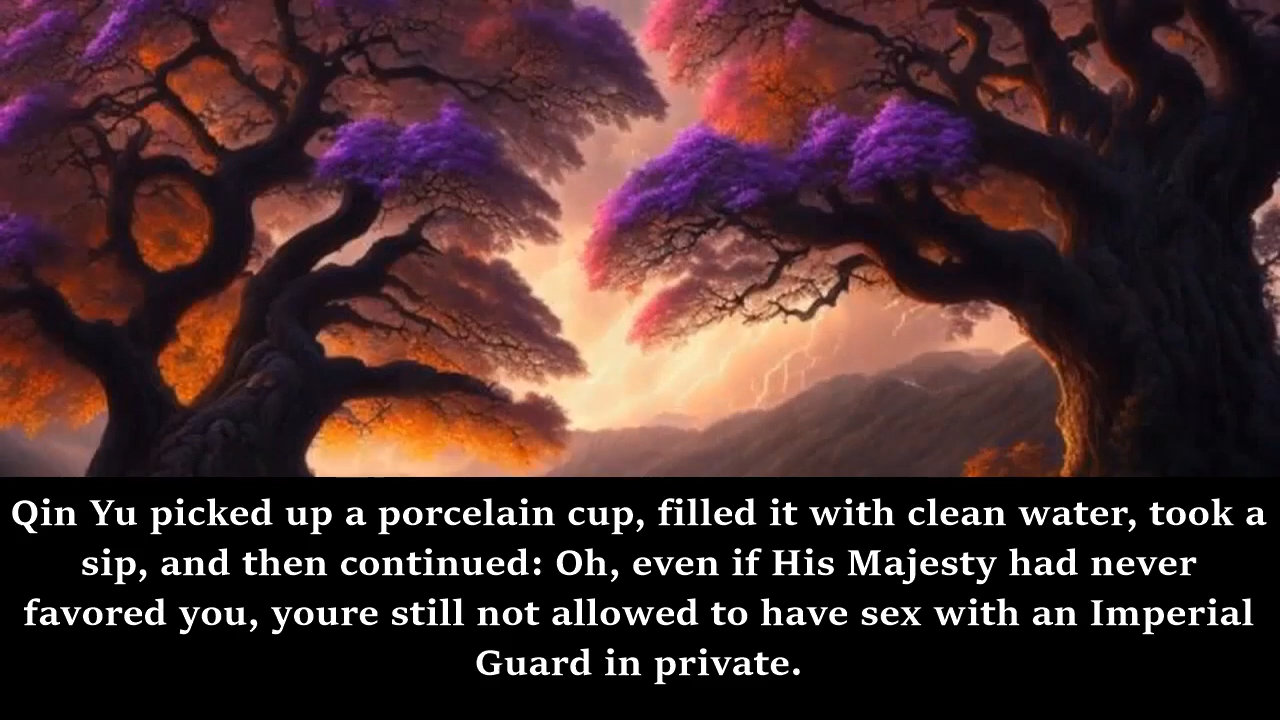 Qin Yu picked up a porcelain cup, filled it with clean water, took a
sip, and then continued: Oh, even if His Majesty had never
favored you, youre still not allowed to have sex with an Imperial
Guard in private.